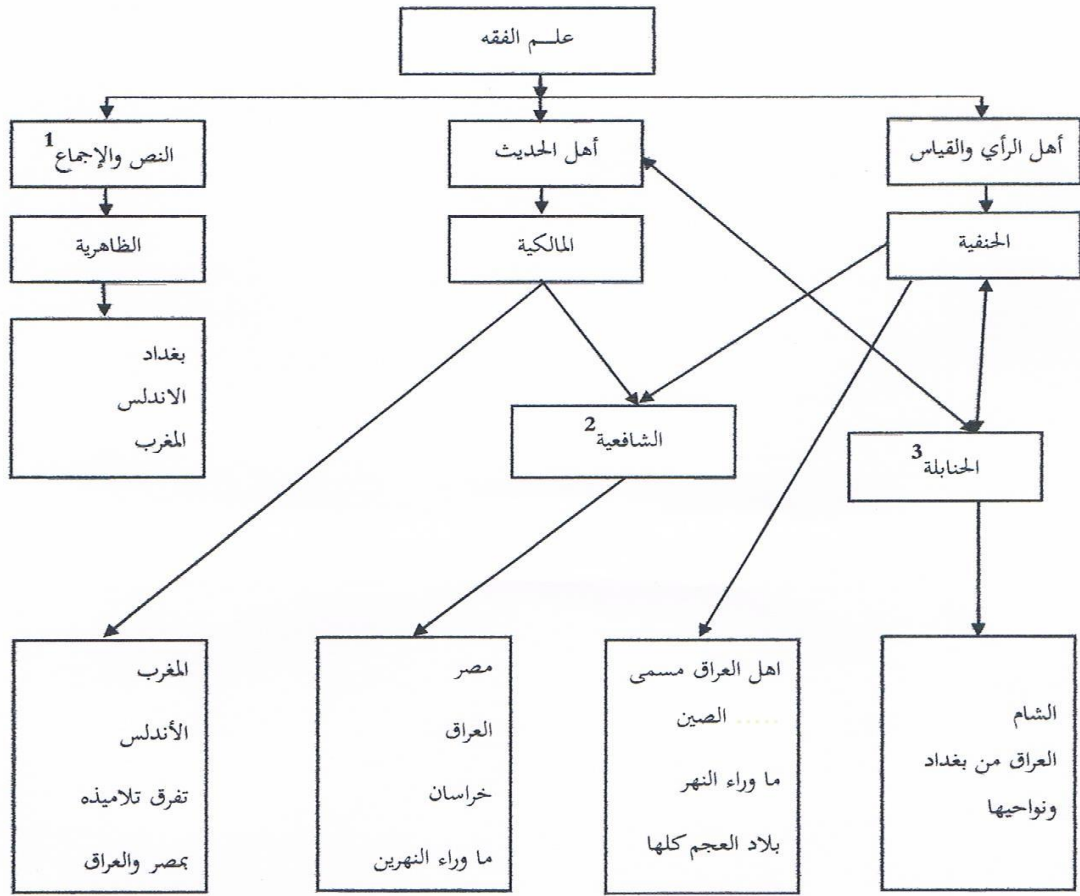 علـــم الفقه
أهل الرأي والقياس
أهل الحديث
النص والإجماع 1
الحنفية
المالكية
الظاهرية
بغداد
الاندلس
المغرب
الشافعية 2
الحنابلة 3
الشام
العراق من بغداد
ونواحيها
اهل العراق مسمى
..... الصين
ما وراء النهر
بلاد العجم كلها
مصر
العراق
خراسان
ما وراء النهرين
المغرب
الأندلس
تفرق تلاميذه
بمصر والعراق